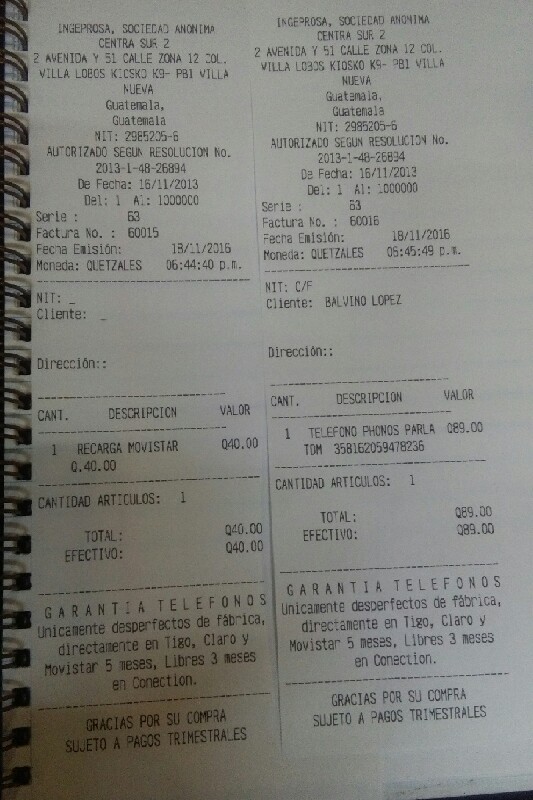 INGEPROSA, SOCIEDAD ANONIMA
CENTRA SUR 2
2 AVENIDA Y 51 CALLE ZONA 12 COL.
VILLA LOBOS KIOSKO K9- PB1 VILLA
NUEVA
Guatemala,
Guatemala
NIT: 2985205-6
AUTORIZADO SEGUN RESOLUCION No.
2013-1-48-26894
De Fecha: 16/11/2013
Del: 1 Al: 1000000
Serie : 63
Factura No. : 60015
Fecha Emisión: 18/11/2016
Moneda: QUETZALES 06:44:40 p.m.
NIT: _
Cliente: _
Dirección::
CANT. DESCRIPCION VALOR
1 RECARGA MOVISTAR Q40.00
Q.40.00
CANTIDAD ARTICULOS: 1
TOTAL: Q40.00
EFECTIVO: Q40.00
G A R A N T I A T E L E F O N O S
Unicamente desperfectos de fábrica,
directamente en Tigo, Claro y
Movistar 5 meses, Libres 3 meses
en Conection.
GRACIAS POR SU COMPRA
SUJETO A PAGOS TRIMESTRALES
INGEPROSA, SOCIEDAD ANONIMA
CENTRA SUR 2
2 AVENIDA Y 51 CALLE ZONA 12 COL.
VILLA LOBOS KIOSKO K9- PB1 VILLA
NUEVA
Guatemala,
Guatemala
NIT: 2985205-6
AUTORIZADO SEGUN RESOLUCION No.
2013-1-48-26894
De Fecha: 16/11/2013
Del: 1 Al: 1000000
Serie : 63
Factura No. : 60016
Fecha Emisión: 18/11/2016
Moneda: QUETZALES 06:45:49 p.m.
NIT: C/F
Cliente: BALVINO LOPEZ
Dirección::
CANT. DESCRIPCION VALOR
1 TELEFONO PHONOS PARLA Q89.00
TDM 358162059478236
CANTIDAD ARTICULOS: 1
TOTAL: Q89.00
EFECTIVO: Q89.00
G A R A N T I A T E L E F O N O S
Unicamente desperfectos de fábrica,
directamente en Tigo, Claro y
Movistar 5 meses, Libres 3 meses
en Conection.
GRACIAS POR SU COMPRA
SUJETO A PAGOS TRIMESTRALES